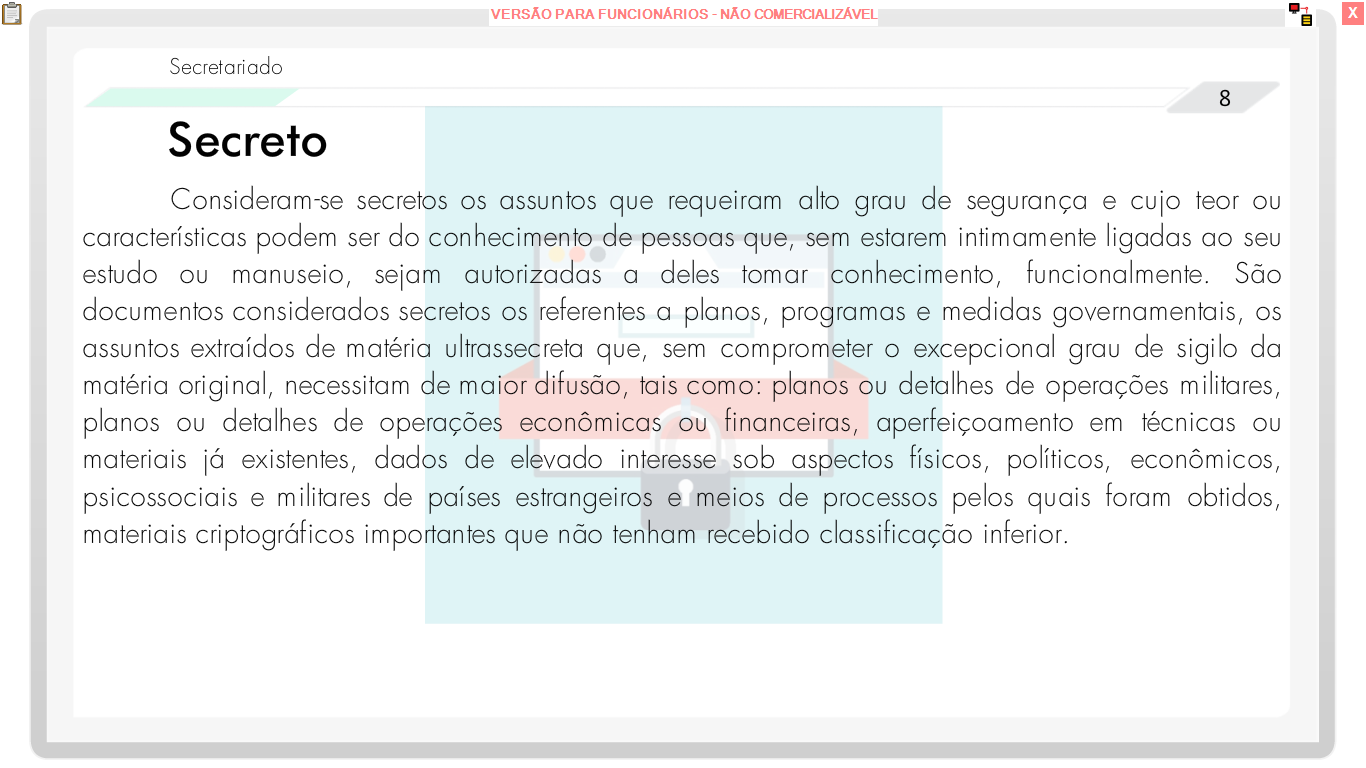 VERSÃO PARA FUNCIONÁRIOS - NÃO COMERCIALIZÁVEL
X
Secretariado
8
Secreto
Consideram-se secretos os assuntos que requeiram alto grau de segurança e cujo teor ou
características podem ser do conhecimento de pessoas que, sem estarem intimamente ligadas ao seu
estudo ou manuseio, sejam autorizadas a deles tomar conhecimento, funcionalmente. São
documentos considerados secretos os referentes a planos, programas e medidas governamentais, os
assuntos extraídos de matéria ultrassecreta que, sem comprometer o excepcional grau de sigilo da
matéria original, necessitam de maior difusão, tais como: planos ou detalhes de operações militares,
planos ou detalhes de operações econômicas ou financeiras, aperfeiçoamento em técnicas ou
materiais já existentes, dados de elevado interesse sob aspectos físicos, políticos, econômicos,
psicossociais e militares de países estrangeiros e meios de processos pelos quais foram obtidos,
materiais criptográficos importantes que não tenham recebido classificação inferior.